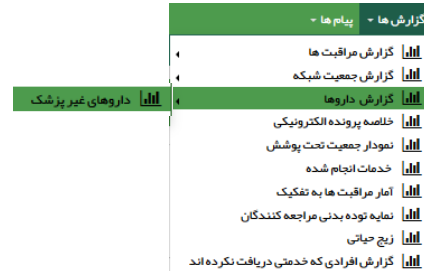 گزارش ها پیام ها
گزارش مراقبت ها
گزارش جمعیت شبکه
گزارش داروها
داروهای غیر پزشک
خلاصه پرونده الکترونیکی
نمودار جمعیت تحت پوشش
خدمات انجام شده
آمار مراقبت ها به تفکیک
نمایه توده بدنی مراجعه کنندگان
زیج حیاتی
گزارش افرادی که خدمتی دریافت نکرده اند